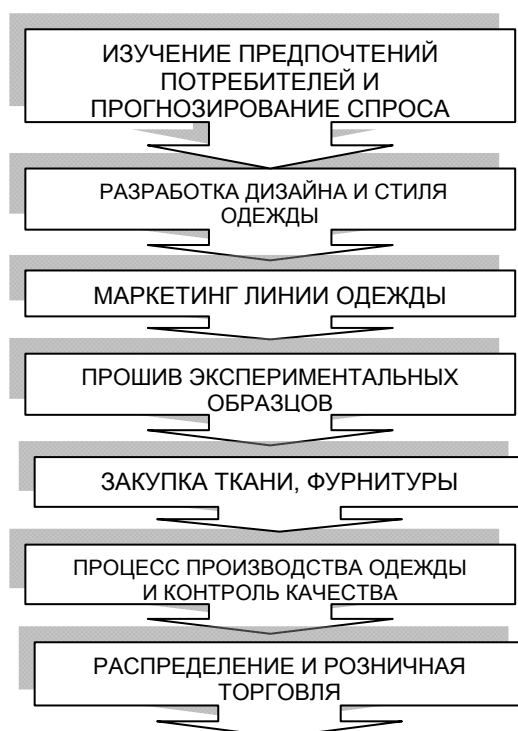 ИЗУЧЕНИЕ ПРЕДПОЧТЕНИЙ
ПОТРЕБИТЕЛЕЙ И
ПРОГНОЗИРОВАНИЕ СПРОСА
РАЗРАБОТКА ДИЗАЙНА И СТИЛЯ
ОДЕЖДЫ
МАРКЕТИНГ ЛИНИИ ОДЕЖДЫ
ПРОШИВ ЭКСПЕРИМЕНТАЛЬНЫХ
ОБРАЗЦОВ
ЗАКУПКА ТКАНИ, ФУРНИТУРЫ
ПРОЦЕСС ПРОИЗВОДСТВА ОДЕЖДЫ
И КОНТРОЛЬ КАЧЕСТВА
РАСПРЕДЕЛЕНИЕ И РОЗНИЧНАЯ
ТОРГОВЛЯ